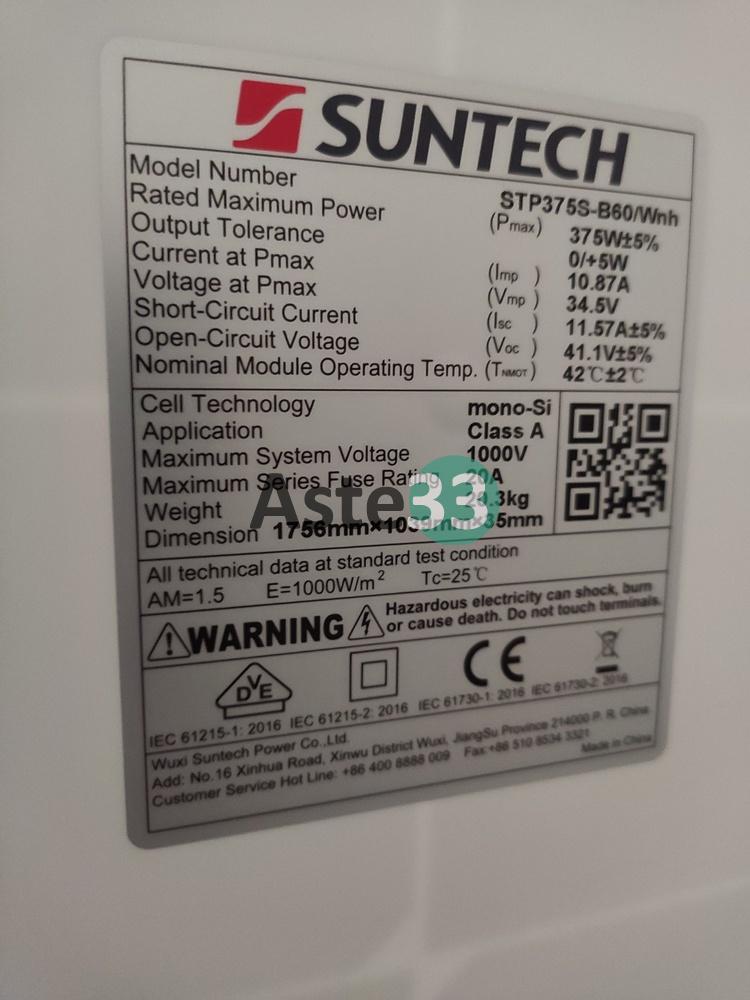 SUNTECH
Model Number STP375S-B60/Wnh
Rated Maximum Power (Pmax) 375W±5%
Output Tolerance 0/+5W
Current at Pmax (Imp) 10.87A
Voltage at Pmax (Vmp) 34.5V
Short-Circuit Current (Isc) 11.57A±5%
Open-Circuit Voltage (Voc) 41.1V±5%
Nominal Module Operating Temp. (TNMOT) 42℃±2℃
Cell Technology mono-Si
Application Class A
Maximum System Voltage 1000V
Maximum Series Fuse Rating 20A
Weight .3kg
Dimension 1756mm×1039mm×35mm
Aste33
All technical data at standard test condition
AM=1.5 E=1000W/m² Tc=25℃
WARNING
Hazardous electricity can shock, burn
or cause death. Do not touch terminals.
DVE
CE
IEC 61215-1: 2016 IEC 61215-2: 2016 IEC 61730-1: 2016 IEC 61730-2: 2016
Wuxi Suntech Power Co.,Ltd.
Add: No.16 Xinhua Road, Xinwu District Wuxi, JiangSu Province 214000 P. R. China
Customer Service Hot Line: +86 400 8888 009 Fax:+86 510 8534 3321
Made in China